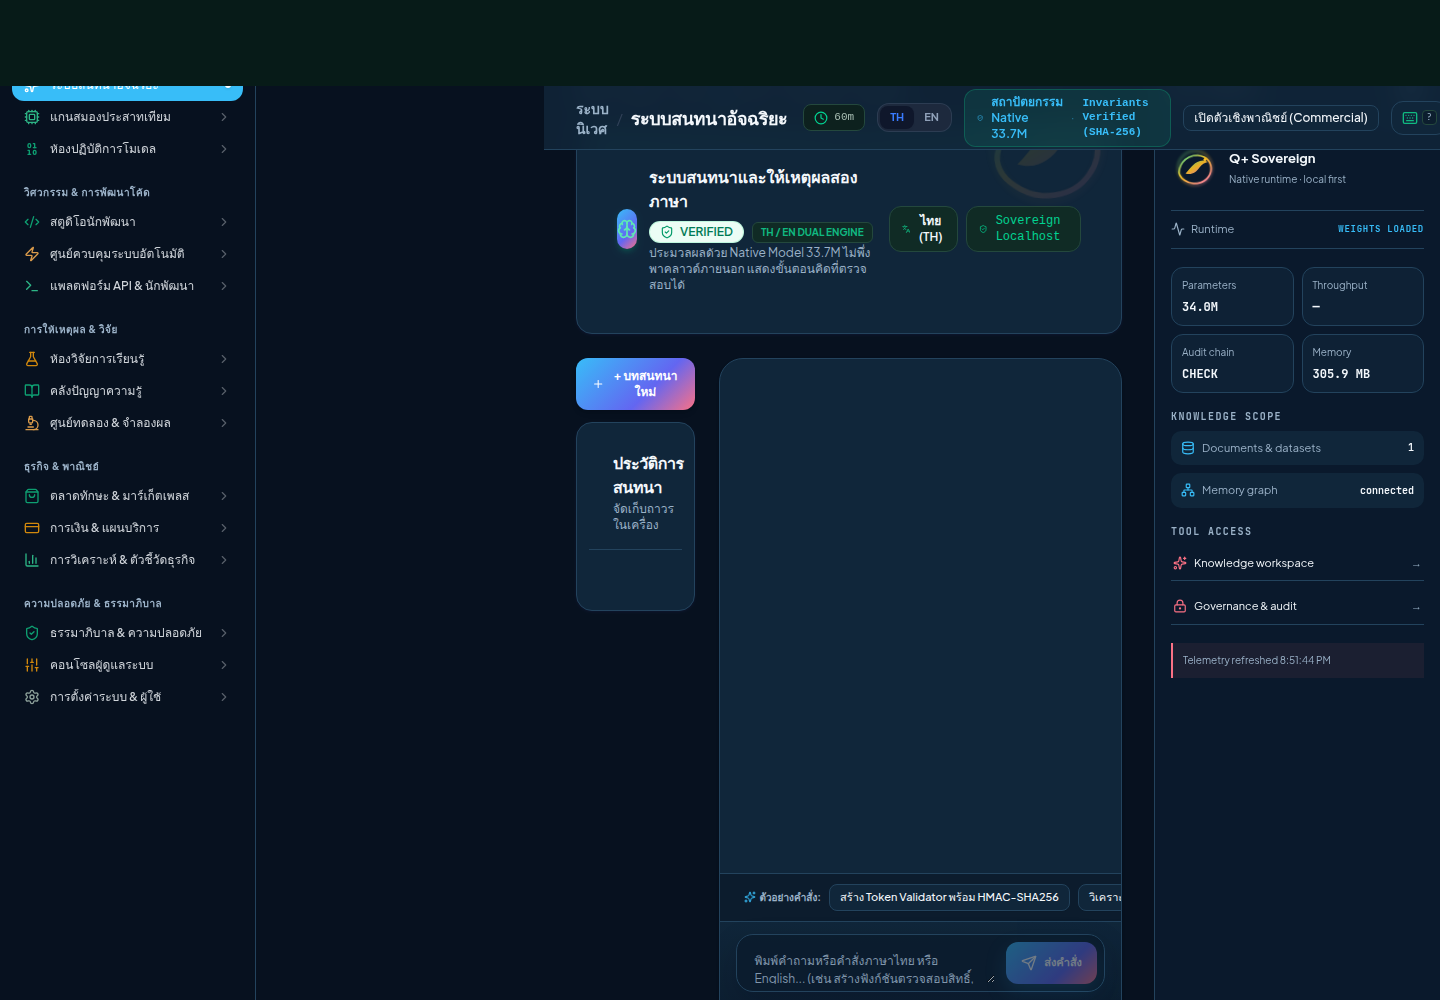 ระบบสนทนาอัจฉริยะ
แกนสมองประสาทเทียม
ห้องปฏิบัติการโมเดล
วิศวกรรม & การพัฒนาโค้ด
สตูดิโอนักพัฒนา
ศูนย์ควบคุมระบบอัตโนมัติ
แพลตฟอร์ม API & นักพัฒนา
การให้เหตุผล & วิจัย
ห้องวิจัยการเรียนรู้
คลังปัญญาความรู้
ศูนย์ทดลอง & จำลองผล
ธุรกิจ & พาณิชย์
ตลาดทักษะ & มาร์เก็ตเพลส
การเงิน & แผนบริการ
การวิเคราะห์ & ตัวชี้วัดธุรกิจ
ความปลอดภัย & ธรรมาภิบาล
ธรรมาภิบาล & ความปลอดภัย
คอนโซลผู้ดูแลระบบ
การตั้งค่าระบบ & ผู้ใช้
ระบบ
นิเวศ
/
ระบบสนทนาอัจฉริยะ
60m
TH
EN
สถาปัตยกรรม
Native
33.7M
·
Invariants
Verified
(SHA-256)
เปิดตัวเชิงพาณิชย์ (Commercial)
?
ระบบสนทนาและให้เหตุผลสอง
ภาษา
VERIFIED
TH / EN DUAL ENGINE
ประมวลผลด้วย Native Model 33.7M ไม่พึ่ง
พาคลาวด์ภายนอก แสดงขั้นตอนคิดที่ตรวจ
สอบได้
ไทย
(TH)
Sovereign
Localhost
+ บทสนทนา
ใหม่
ประวัติการ
สนทนา
จัดเก็บถาวร
ในเครื่อง
ตัวอย่างคำสั่ง:
สร้าง Token Validator พร้อม HMAC-SHA256
พิมพ์คำถามหรือคำสั่งภาษาไทย หรือ
English... (เช่น สร้างฟังก์ชันตรวจสอบสิทธิ์,
ส่งคำสั่ง
Q+ Sovereign
Native runtime · local first
Runtime
WEIGHTS LOADED
Parameters
34.0M
Throughput
—
Audit chain
CHECK
Memory
305.9 MB
KNOWLEDGE SCOPE
Documents & datasets
1
Memory graph
connected
TOOL ACCESS
Knowledge workspace
→
Governance & audit
→
Telemetry refreshed 8:51:44 PM